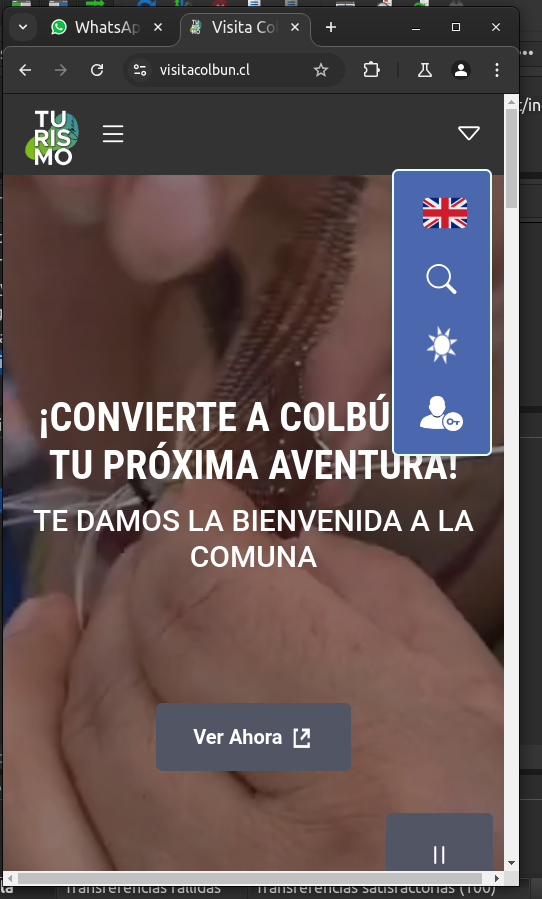 WhatsAp
Visita Col
visitacolbun.cl
TU
RIS
MO
¡CONVIERTE A COLBÚ
TU PRÓXIMA AVENTURA!
TE DAMOS LA BIENVENIDA A LA
COMUNA
Ver Ahora
Transferencias fallidas
Transferencias satisfactorias (100)